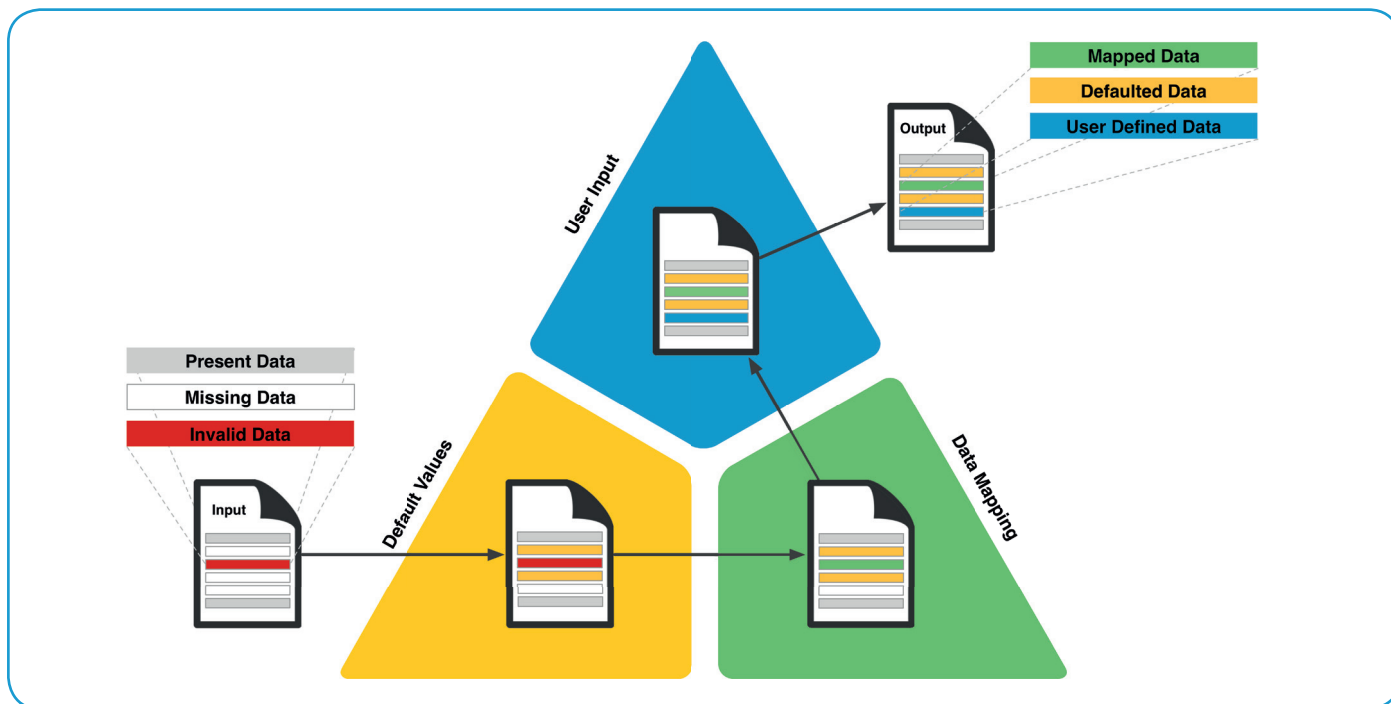 Mapped Data
Defaulted Data
User Defined Data
Output
User Input
Present Data
Missing Data
Invalid Data
Input
Default Values
Data Mapping